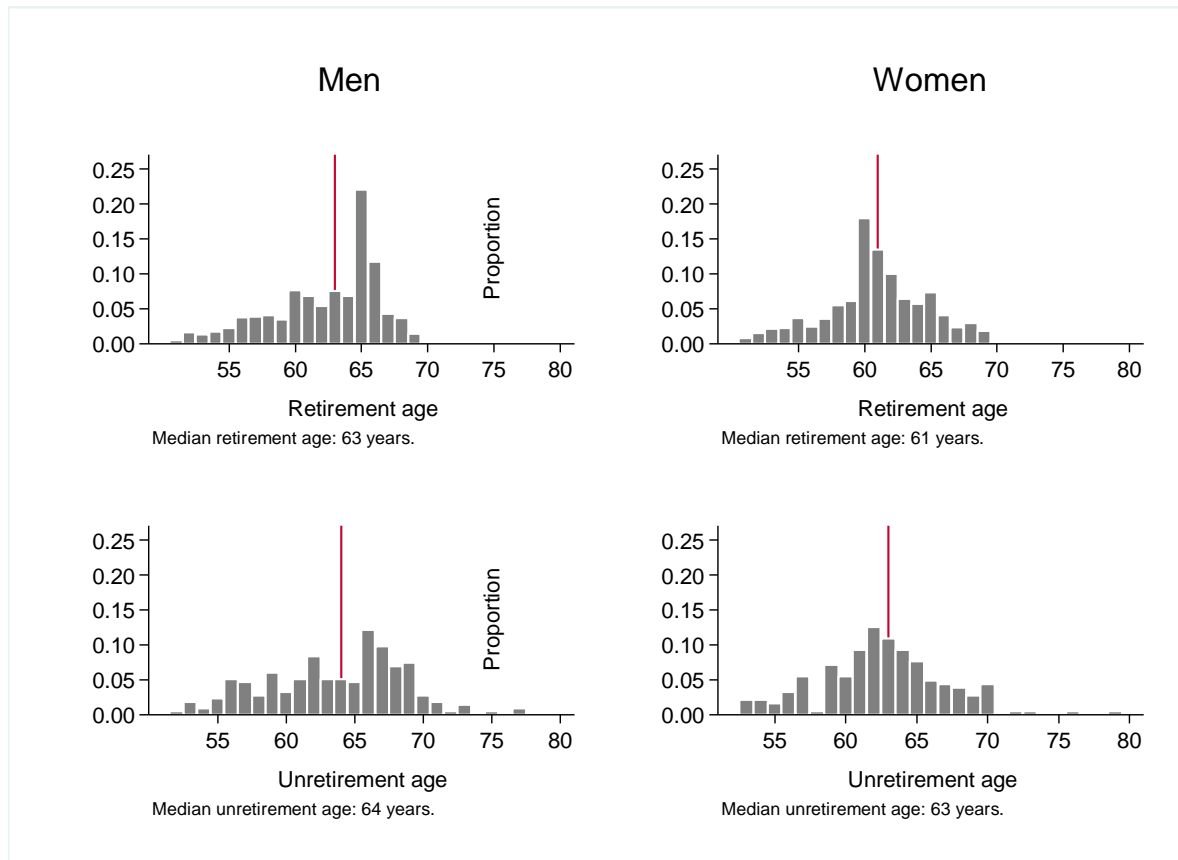 Men
Women
0.25
0.20
0.15
0.10
0.05
0.00
Proportion
55 60 65 70 75 80
Retirement age
Median retirement age: 63 years.
0.25
0.20
0.15
0.10
0.05
0.00
55 60 65 70 75 80
Retirement age
Median retirement age: 61 years.
0.25
0.20
0.15
0.10
0.05
0.00
Proportion
55 60 65 70 75 80
Unretirement age
Median unretirement age: 64 years.
0.25
0.20
0.15
0.10
0.05
0.00
55 60 65 70 75 80
Unretirement age
Median unretirement age: 63 years.